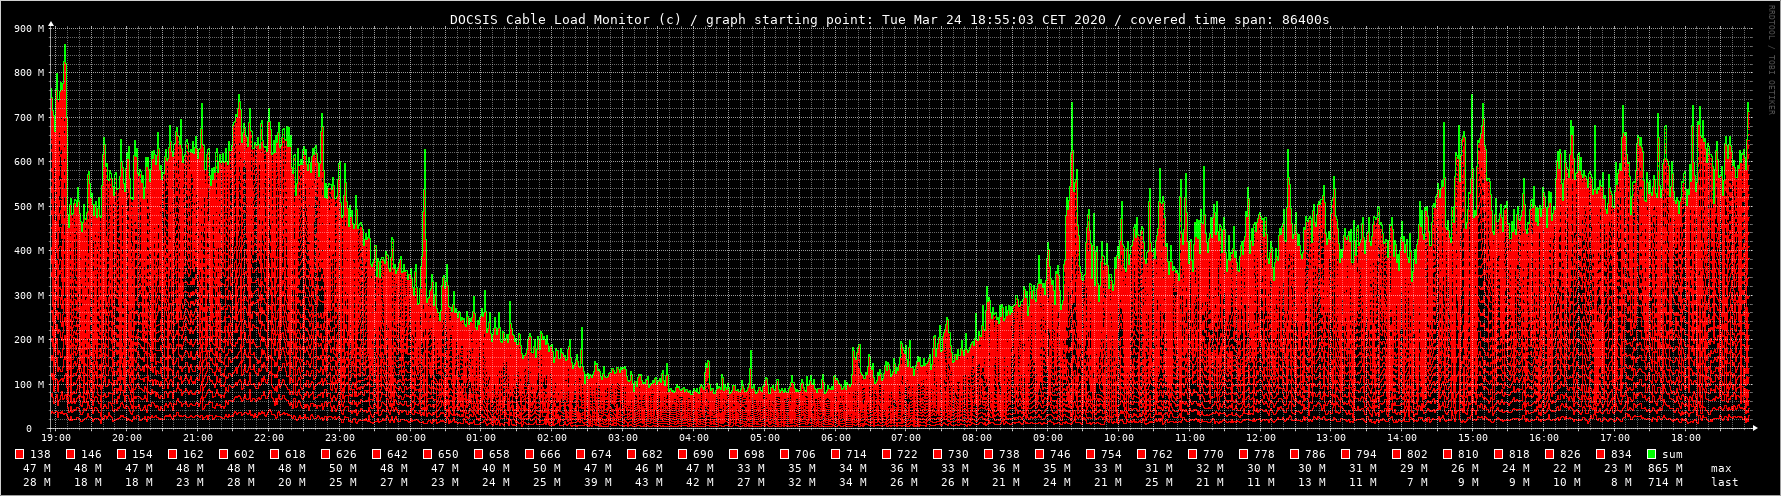 DOCSIS Cable Load Monitor (c) / graph starting point: Tue Mar 24 18:55:03 CET 2020 / covered time span: 86400s
RRDTOOL / TOBI OETIKER
900 M
800 M
700 M
600 M
500 M
400 M
300 M
200 M
100 M
0
19:00 20:00 21:00 22:00 23:00 00:00 01:00 02:00 03:00 04:00 05:00 06:00 07:00 08:00 09:00 10:00 11:00 12:00 13:00 14:00 15:00 16:00 17:00 18:00
138 146 154 162 602 618 626 642 650 658 666 674 682 690 698 706 714 722 730 738 746 754 762 770 778 786 794 802 810 818 826 834 sum
47 M 48 M 47 M 48 M 48 M 48 M 50 M 48 M 47 M 40 M 50 M 45 M 46 M 47 M 33 M 35 M 34 M 36 M 33 M 36 M 35 M 33 M 31 M 32 M 30 M 30 M 31 M 29 M 26 M 24 M 22 M 23 M 865 M max
28 M 18 M 18 M 23 M 28 M 20 M 25 M 27 M 23 M 24 M 25 M 39 M 43 M 42 M 27 M 32 M 34 M 26 M 26 M 21 M 24 M 21 M 25 M 21 M 11 M 13 M 11 M 7 M 9 M 9 M 10 M 8 M 714 M last